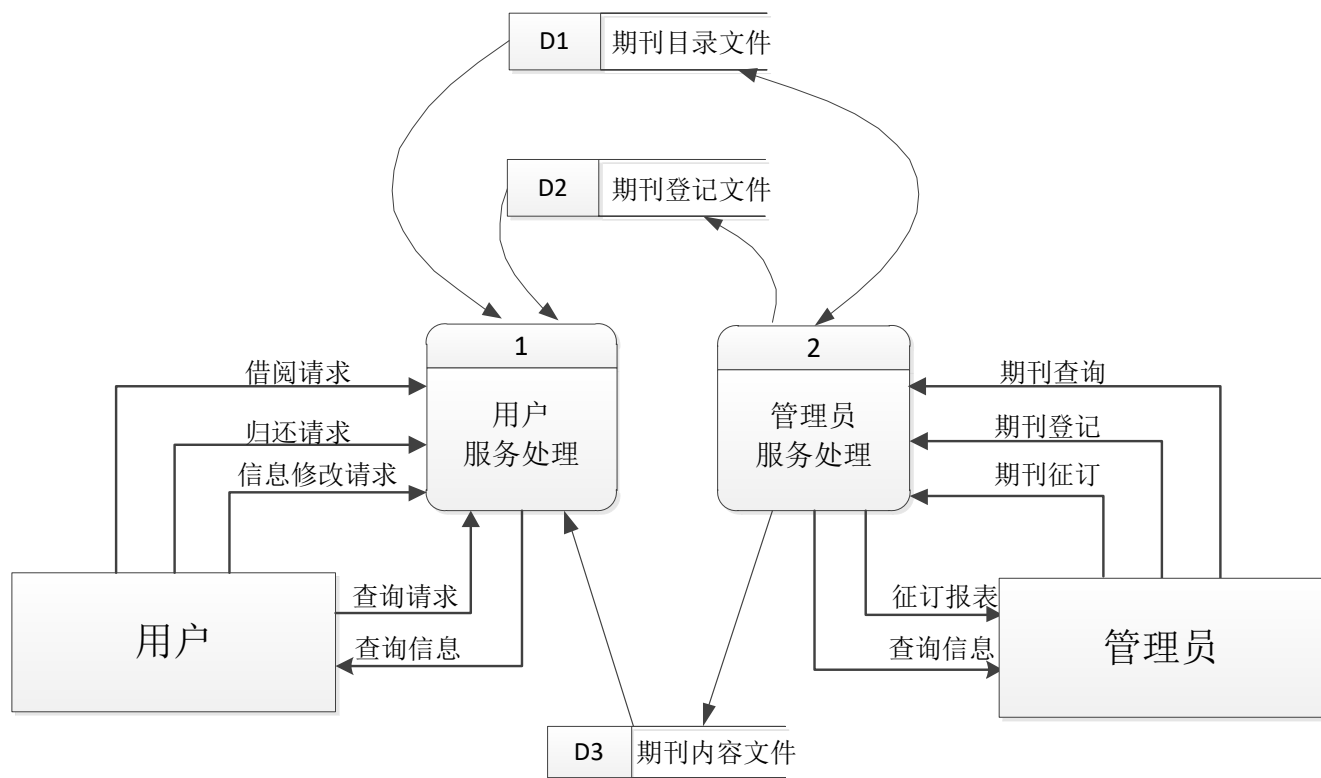 D1 期刊目录文件
D2 期刊登记文件
1
用户
服务处理
2
管理员
服务处理
借阅请求
归还请求
信息修改请求
查询请求
查询信息
用户
期刊查询
期刊登记
期刊征订
征订报表
查询信息
管理员
D3 期刊内容文件